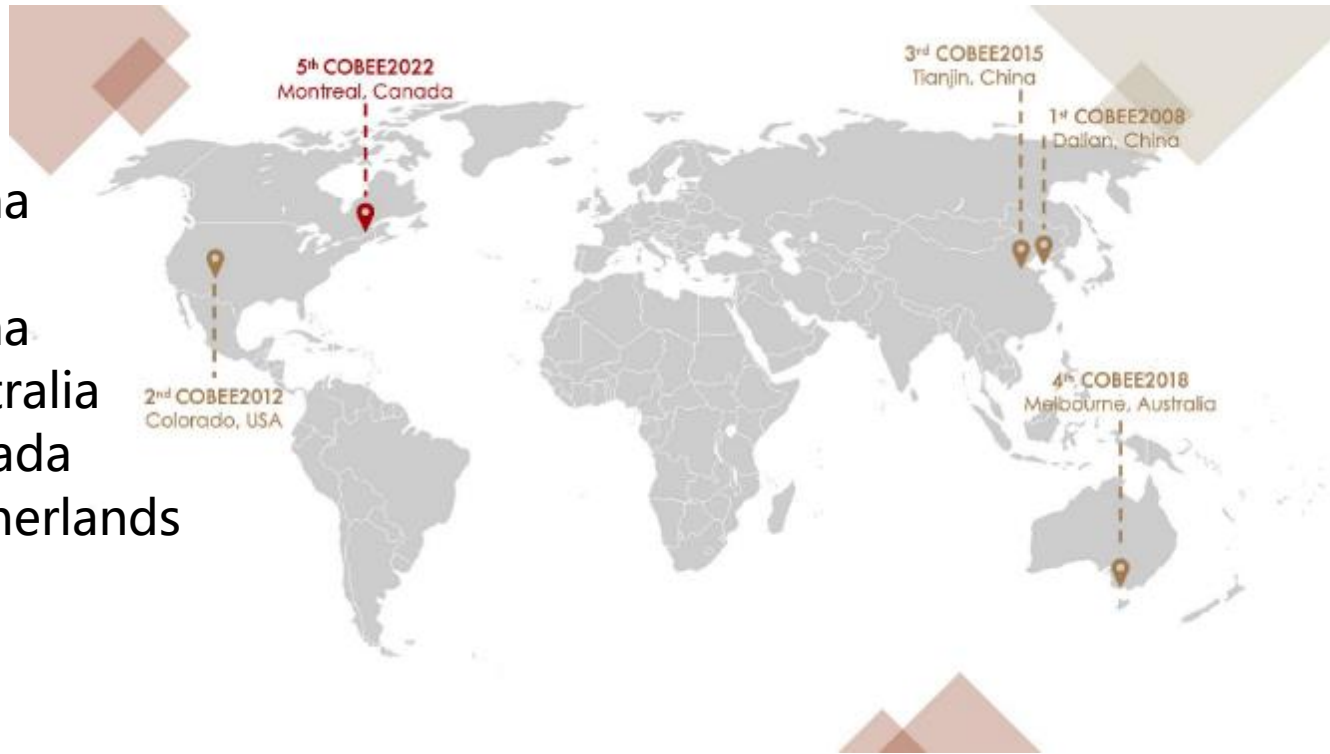 na
na
tralia
ada
nerlands
5th COBEE2022
Montreal, Canada
3rd COBEE2015
Tianjin, China
1st COBEE2008
Dalian, China
2nd COBEE2012
Colorado, USA
4th COBEE2018
Melbourne, Australia